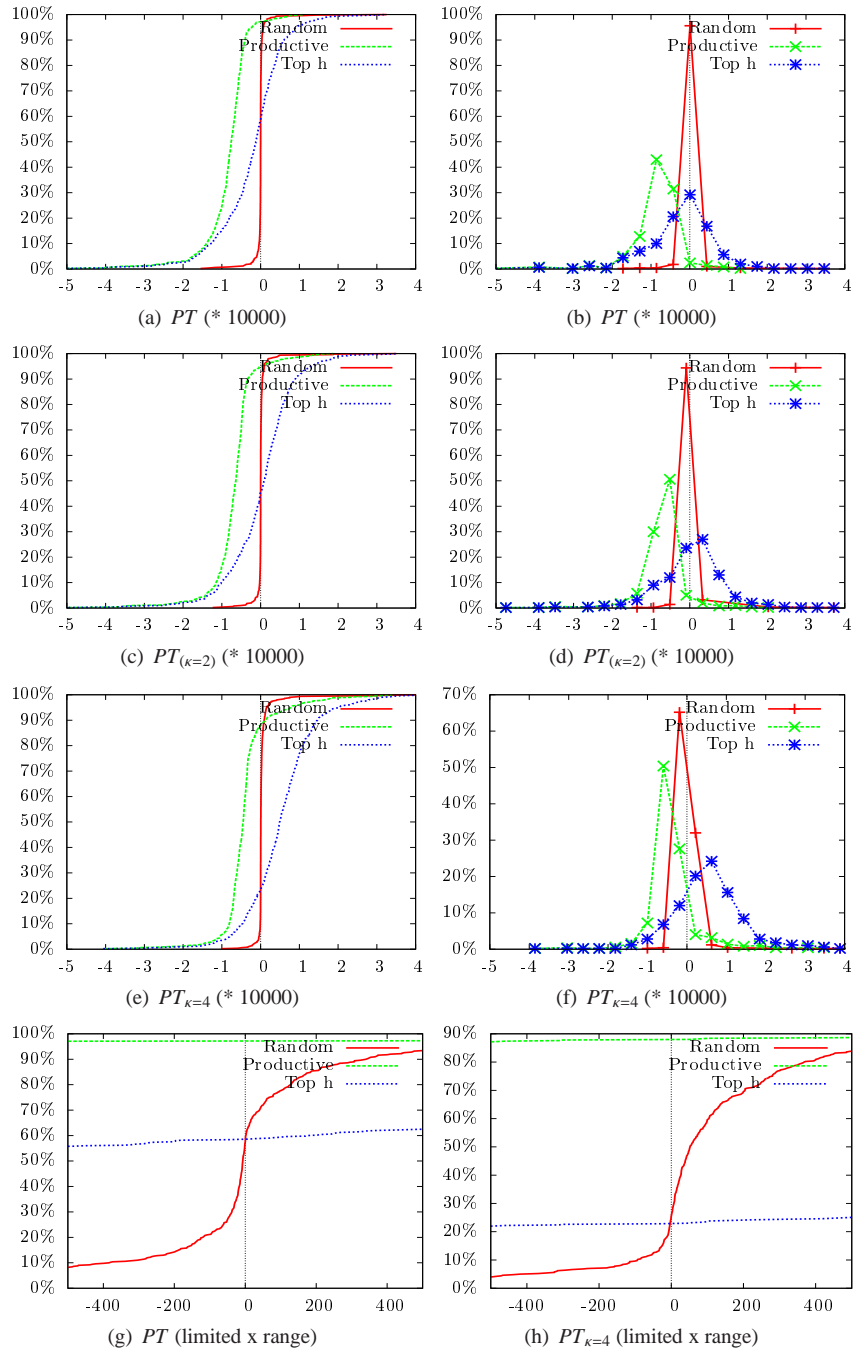 100%
90%
80%
70%
60%
50%
40%
30%
20%
10%
0%
-5 -4 -3 -2 -1 0 1 2 3 4
Random
Productive
Top h
(a) PT (* 10000)
100%
90%
80%
70%
60%
50%
40%
30%
20%
10%
0%
-5 -4 -3 -2 -1 0 1 2 3 4
Random
Productive
Top h
(b) PT (* 10000)
100%
90%
80%
70%
60%
50%
40%
30%
20%
10%
0%
-5 -4 -3 -2 -1 0 1 2 3 4
Random
Productive
Top h
(c) PT(κ=2) (* 10000)
100%
90%
80%
70%
60%
50%
40%
30%
20%
10%
0%
-5 -4 -3 -2 -1 0 1 2 3 4
Random
Productive
Top h
(d) PT(κ=2) (* 10000)
100%
90%
80%
70%
60%
50%
40%
30%
20%
10%
0%
-5 -4 -3 -2 -1 0 1 2 3 4
Random
Productive
Top h
(e) PTκ=4 (* 10000)
70%
60%
50%
40%
30%
20%
10%
0%
-5 -4 -3 -2 -1 0 1 2 3 4
Random
Productive
Top h
(f) PTκ=4 (* 10000)
100%
90%
80%
70%
60%
50%
40%
30%
20%
10%
0%
-400 -200 0 200 400
Random
Productive
Top h
(g) PT (limited x range)
90%
80%
70%
60%
50%
40%
30%
20%
10%
0%
-400 -200 0 200 400
Random
Productive
Top h
(h) PTκ=4 (limited x range)